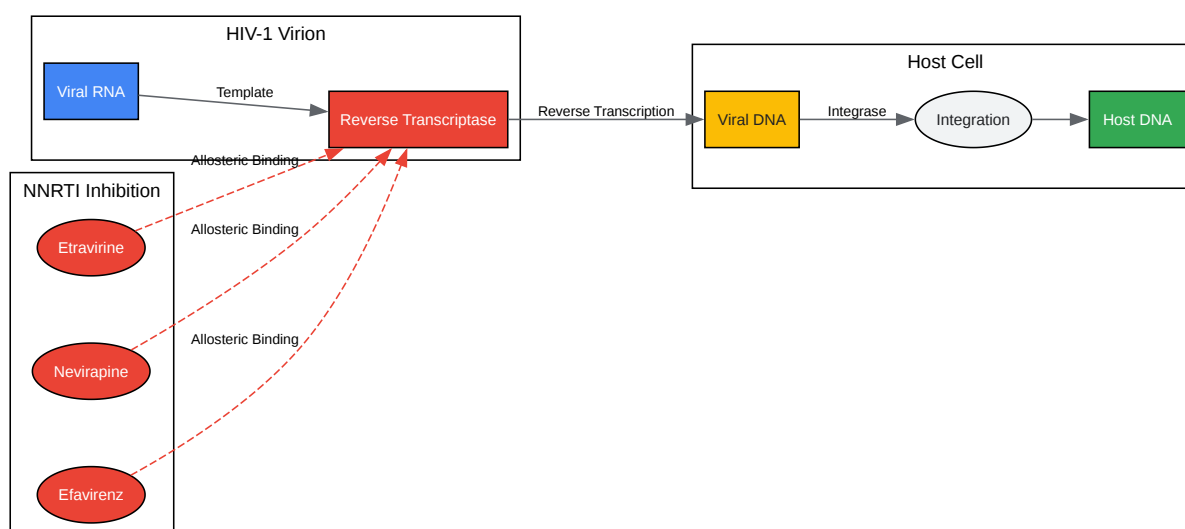 HIV-1 Virion
Viral RNA
Template
Reverse Transcriptase
Reverse Transcription
Host Cell
Viral DNA
Integrase
Integration
Host DNA
Allosteric Binding
NNRTI Inhibition
Etravirine
Allosteric Binding
Nevirapine
Allosteric Binding
Efavirenz